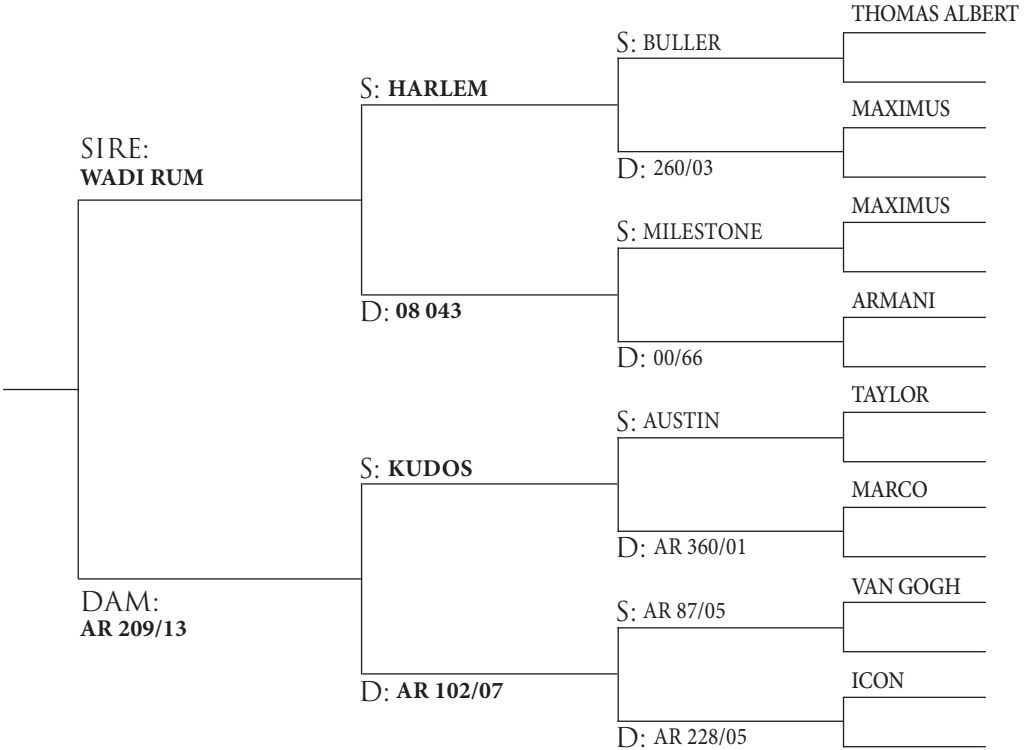 THOMAS ALBERT
S: BULLER
S: HARLEM
MAXIMUS
D: 260/03
SIRE:
WADI RUM
MAXIMUS
S: MILESTONE
D: 08 043
ARMANI
D: 00/66
TAYLOR
S: AUSTIN
S: KUDOS
MARCO
D: AR 360/01
DAM:
AR 209/13
VAN GOGH
S: AR 87/05
D: AR 102/07
ICON
D: AR 228/05